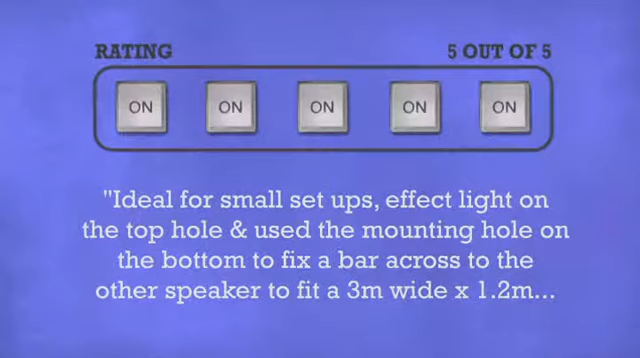 RATING 5 OUT OF 5
ON ON ON ON ON
"Ideal for small set ups, effect light on
the top hole & used the mounting hole on
the bottom to fix a bar across to the
other speaker to fit a 3m wide x 1.2m...